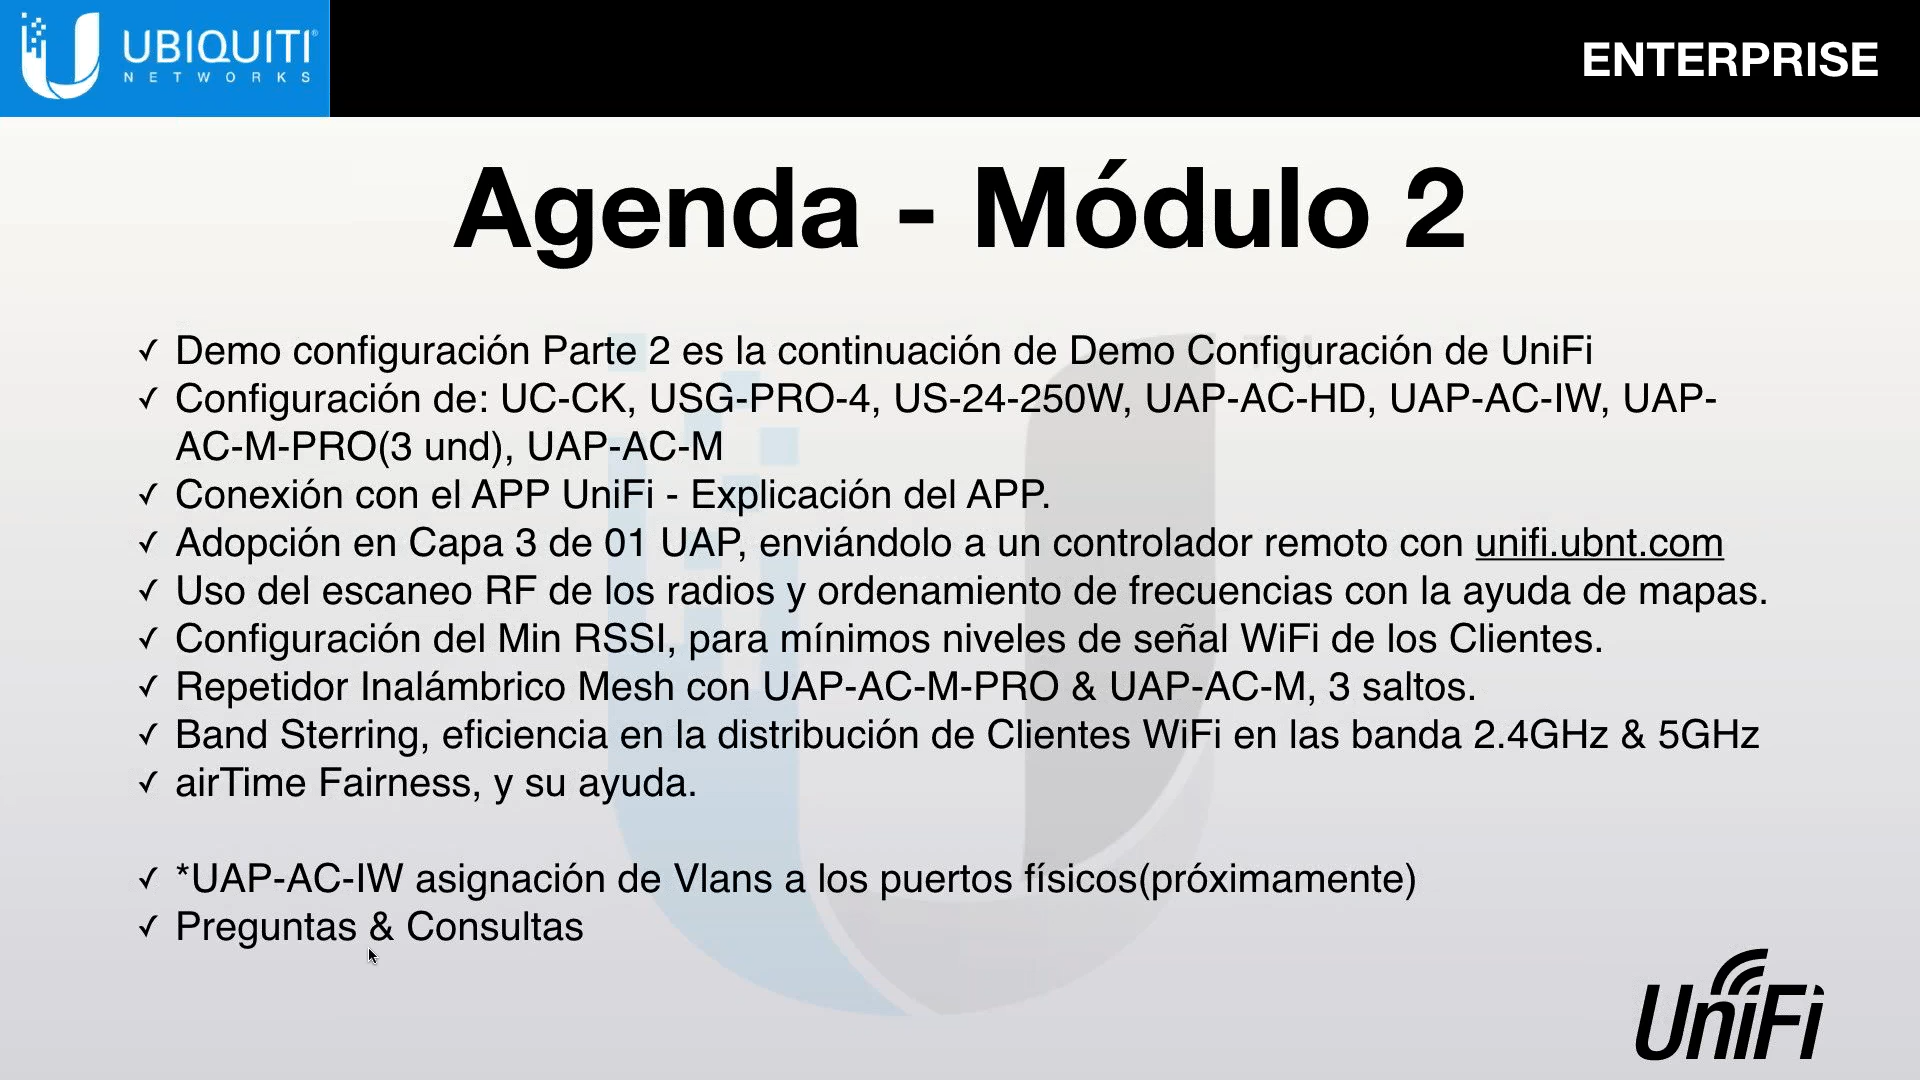 UBIQUITI
NETWORKS
ENTERPRISE
Agenda - Módulo 2
✓ Demo configuración Parte 2 es la continuación de Demo Configuración de UniFi
✓ Configuración de: UC-CK, USG-PRO-4, US-24-250W, UAP-AC-HD, UAP-AC-IW, UAP-
AC-M-PRO(3 und), UAP-AC-M
✓ Conexión con el APP UniFi - Explicación del APP.
✓ Adopción en Capa 3 de 01 UAP, enviándolo a un controlador remoto con unifi.ubnt.com
✓ Uso del escaneo RF de los radios y ordenamiento de frecuencias con la ayuda de mapas.
✓ Configuración del Min RSSI, para mínimos niveles de señal WiFi de los Clientes.
✓ Repetidor Inalámbrico Mesh con UAP-AC-M-PRO & UAP-AC-M, 3 saltos.
✓ Band Sterring, eficiencia en la distribución de Clientes WiFi en las banda 2.4GHz & 5GHz
✓ airTime Fairness, y su ayuda.
✓ *UAP-AC-IW asignación de Vlans a los puertos físicos(próximamente)
✓ Preguntas & Consultas
UniFi